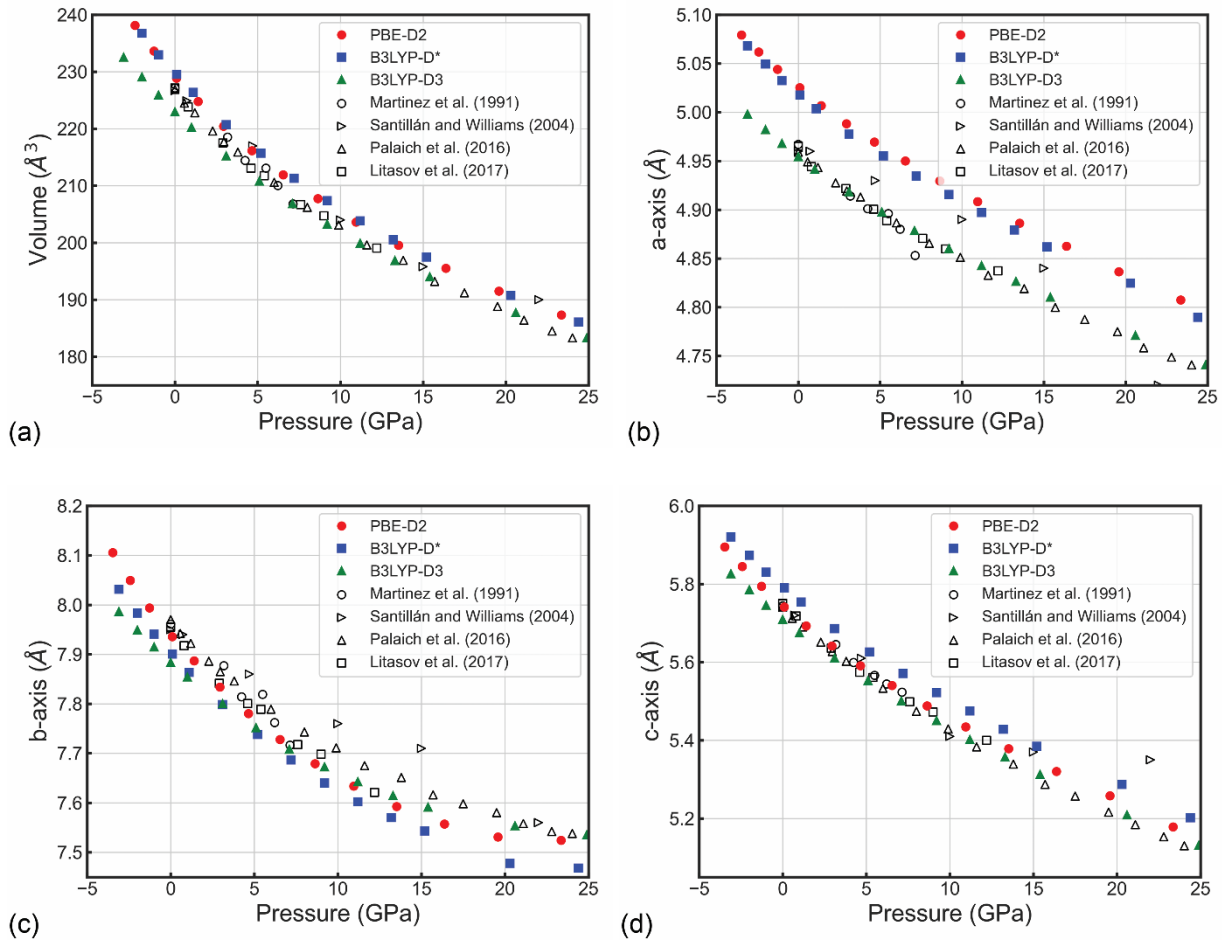 240
230
220
210
200
190
180
Volume (Å³)
PBE-D2
B3LYP-D*
B3LYP-D3
Martinez et al. (1991)
Santillán and Williams (2004)
Palaich et al. (2016)
Litasov et al. (2017)
−5 0 5 10 15 20 25
Pressure (GPa)
(a)
5.10
5.05
5.00
4.95
4.90
4.85
4.80
4.75
a-axis (Å)
PBE-D2
B3LYP-D*
B3LYP-D3
Martinez et al. (1991)
Santillán and Williams (2004)
Palaich et al. (2016)
Litasov et al. (2017)
−5 0 5 10 15 20 25
Pressure (GPa)
(b)
8.2
8.1
8.0
7.9
7.8
7.7
7.6
7.5
b-axis (Å)
PBE-D2
B3LYP-D*
B3LYP-D3
Martinez et al. (1991)
Santillán and Williams (2004)
Palaich et al. (2016)
Litasov et al. (2017)
−5 0 5 10 15 20 25
Pressure (GPa)
(c)
6.0
5.8
5.6
5.4
5.2
c-axis (Å)
PBE-D2
B3LYP-D*
B3LYP-D3
Martinez et al. (1991)
Santillán and Williams (2004)
Palaich et al. (2016)
Litasov et al. (2017)
−5 0 5 10 15 20 25
Pressure (GPa)
(d)